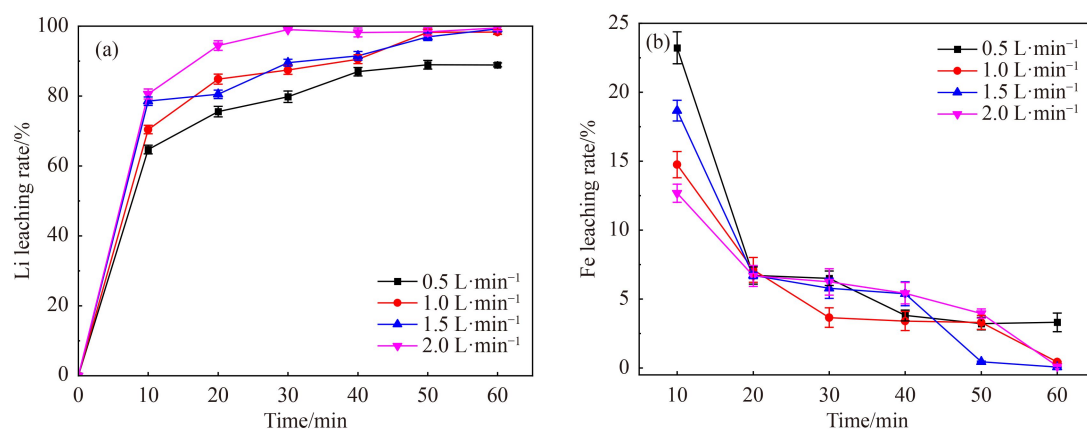 (a)
Li leaching rate/%
100
80
60
40
20
0
0.5 L·min⁻¹
1.0 L·min⁻¹
1.5 L·min⁻¹
2.0 L·min⁻¹
0 10 20 30 40 50 60
Time/min
(b)
Fe leaching rate/%
25
20
15
10
5
0
0.5 L·min⁻¹
1.0 L·min⁻¹
1.5 L·min⁻¹
2.0 L·min⁻¹
10 20 30 40 50 60
Time/min